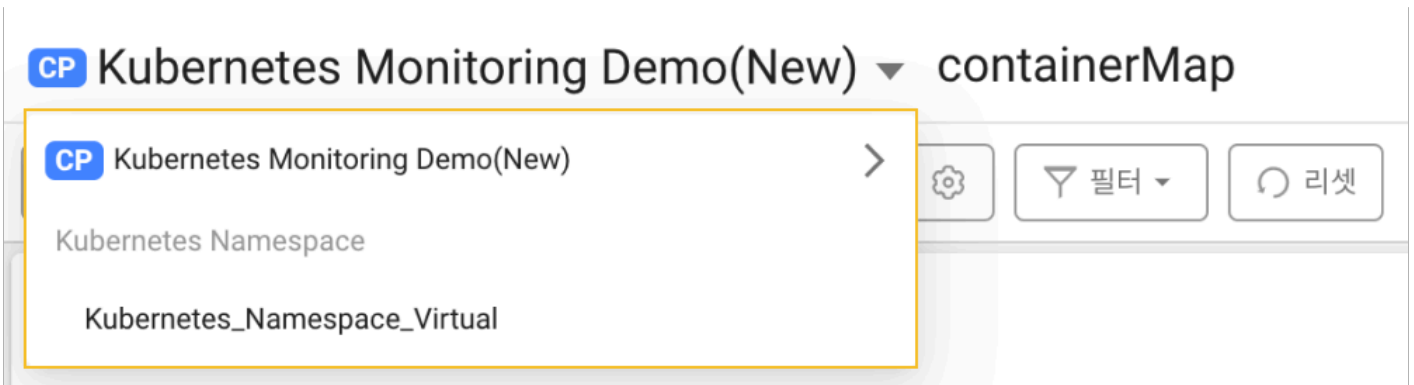 CP Kubernetes Monitoring Demo(New) containerMap
CP Kubernetes Monitoring Demo(New)
필터 리셋
Kubernetes Namespace
Kubernetes_Namespace_Virtual